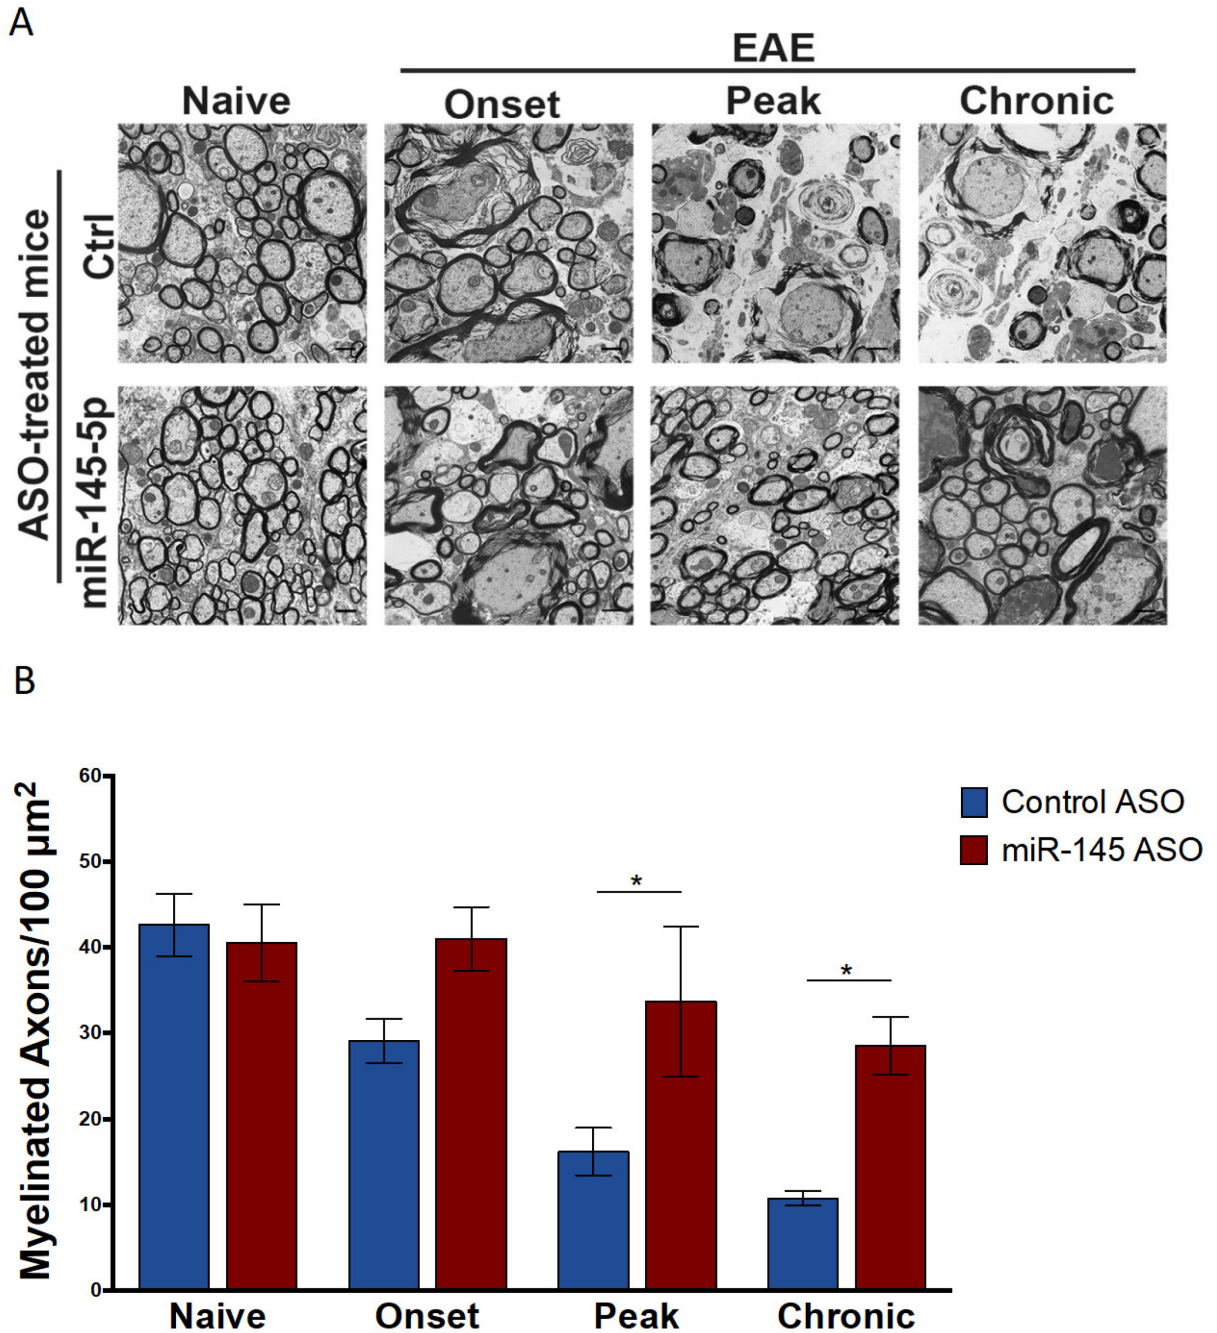 A
EAE
Naive Onset Peak Chronic
ASO-treated mice
Ctrl
miR-145-5p
B
Myelinated Axons/100 µm²
60
50
40
30
20
10
0
*
*
Control ASO
miR-145 ASO
Naive Onset Peak Chronic